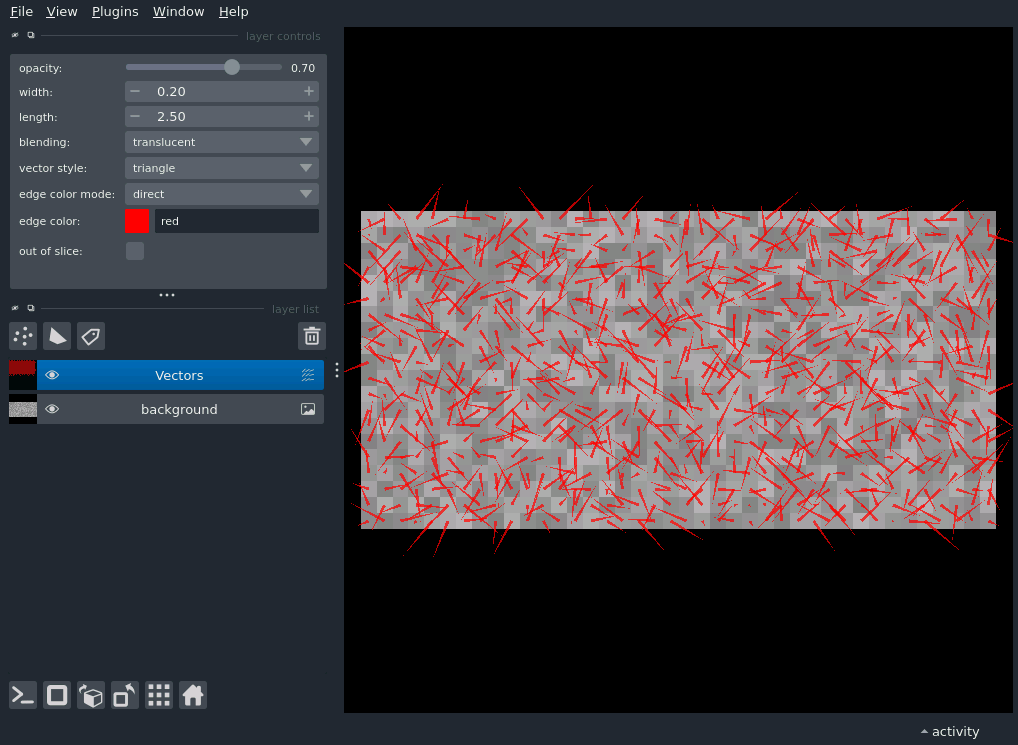 File View Plugins Window Help
layer controls
opacity: 0.70
width: 0.20
length: 2.50
blending: translucent
vector style: triangle
edge color mode: direct
edge color: red
out of slice:
layer list
Vectors
background
activity